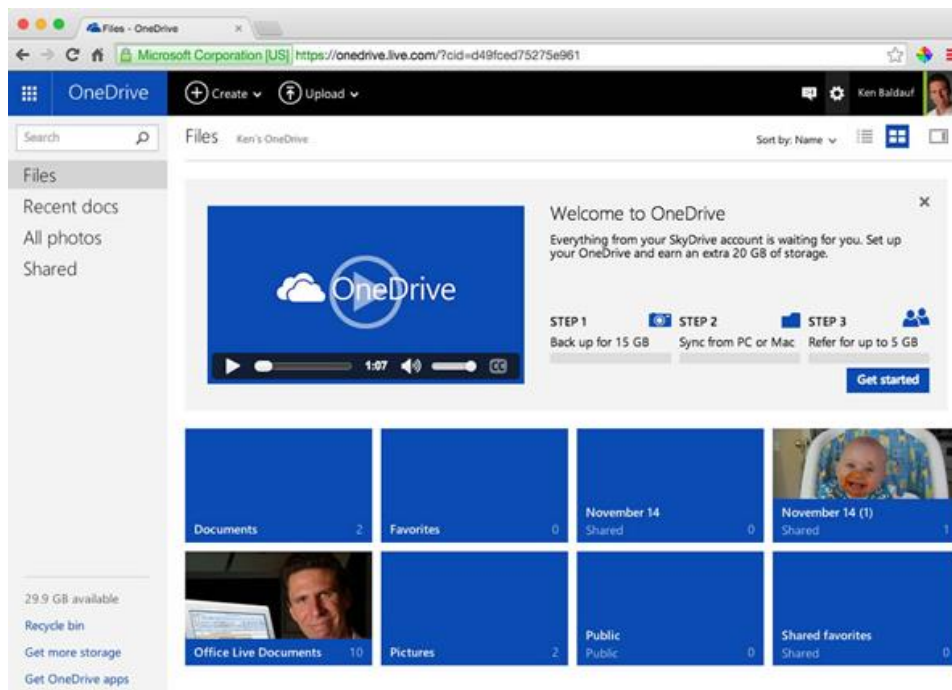 Files - OneDrive
Microsoft Corporation [US] https://onedrive.live.com/?cid=d49fced75275e961
OneDrive Create Upload Ken Baldauf
Search Files Ken's OneDrive Sort by: Name
Files
Recent docs
All photos
Shared
OneDrive
1:07 CC
Welcome to OneDrive
Everything from your SkyDrive account is waiting for you. Set up
your OneDrive and earn an extra 20 GB of storage.
STEP 1 STEP 2 STEP 3
Back up for 15 GB Sync from PC or Mac Refer for up to 5 GB
Get started
Documents 2 Favorites 0
November 14
Shared 0
November 14 (1)
Shared 1
Office Live Documents 10 Pictures 2
Public
Public 0
Shared favorites
Shared 0
29.9 GB available
Recycle bin
Get more storage
Get OneDrive apps